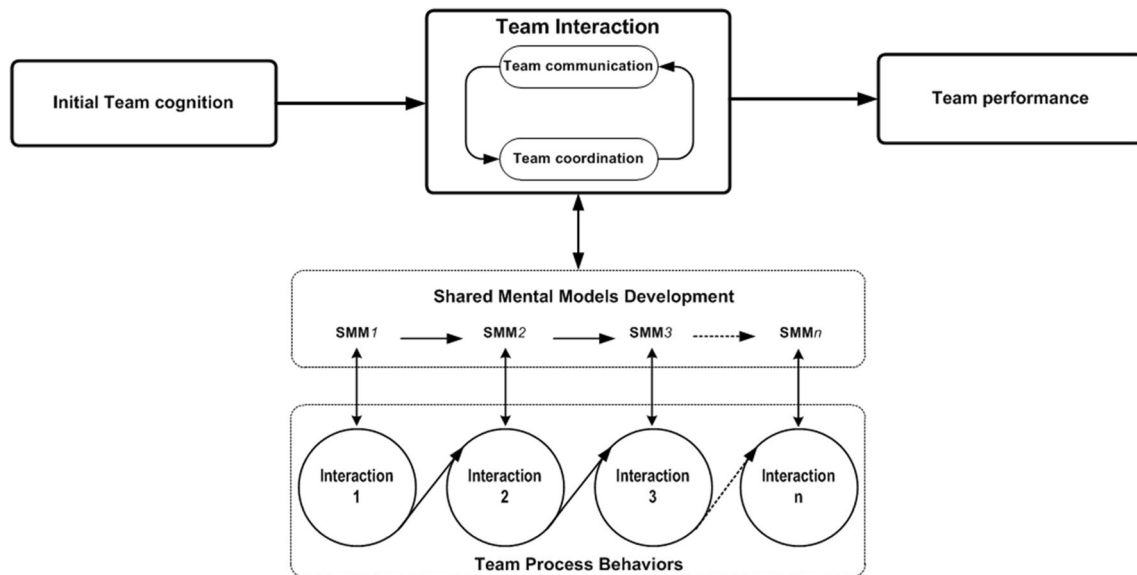 Team Interaction
Team communication
Initial Team cognition
Team performance
Team coordination
Shared Mental Models Development
SMM1
SMM2
SMM3
SMMn
Interaction
1
Interaction
2
Interaction
3
Interaction
n
Team Process Behaviors